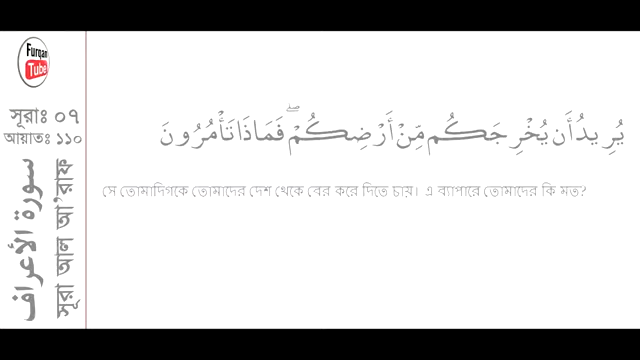 Furqan
Tube
সূরাঃ ০৭
আয়াতঃ ১১০
سورة الأعراف
সূরা আল আ'রাফ
يُرِيدُ أَن يُخْرِجَكُم مِّنْ أَرْضِكُمْ ۖ فَمَاذَا تَأْمُرُونَ
সে তোমাদিগকে তোমাদের দেশ থেকে বের করে দিতে চায়। এ ব্যাপারে তোমাদের কি মত?